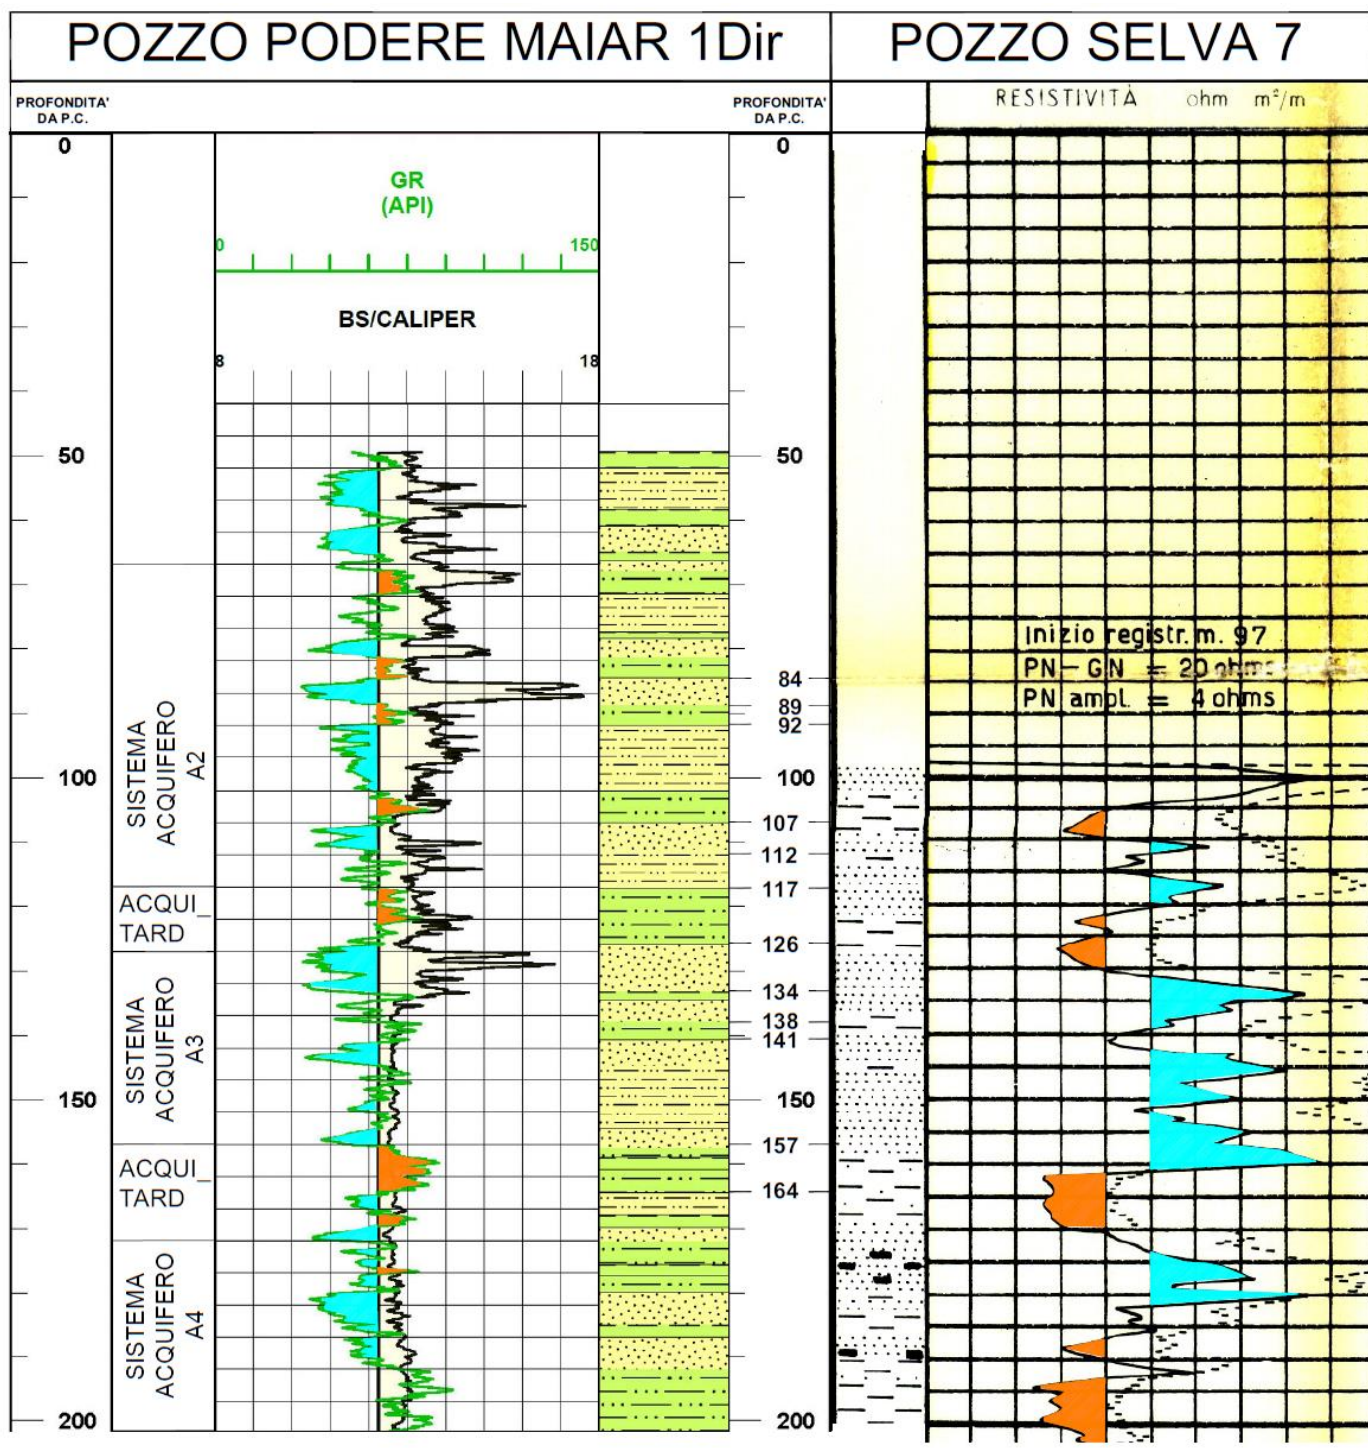 POZZO PODERE MAIAR 1Dir
POZZO SELVA 7
PROFONDITA'
DA P.C.
PROFONDITA'
DA P.C.
RESISTIVITÀ ohm m²/m
0
0
GR
(API)
0
150
BS/CALIPER
8
18
50
50
Inizio registr. m. 97
PN-GN = 20 ohms
PN ampl. = 4 ohms
84
89
92
SISTEMA
ACQUIFERO
A2
100
100
107
112
117
ACQUI_
TARD
126
SISTEMA
ACQUIFERO
A3
134
138
141
150
150
157
ACQUI_
TARD
164
SISTEMA
ACQUIFERO
A4
200
200